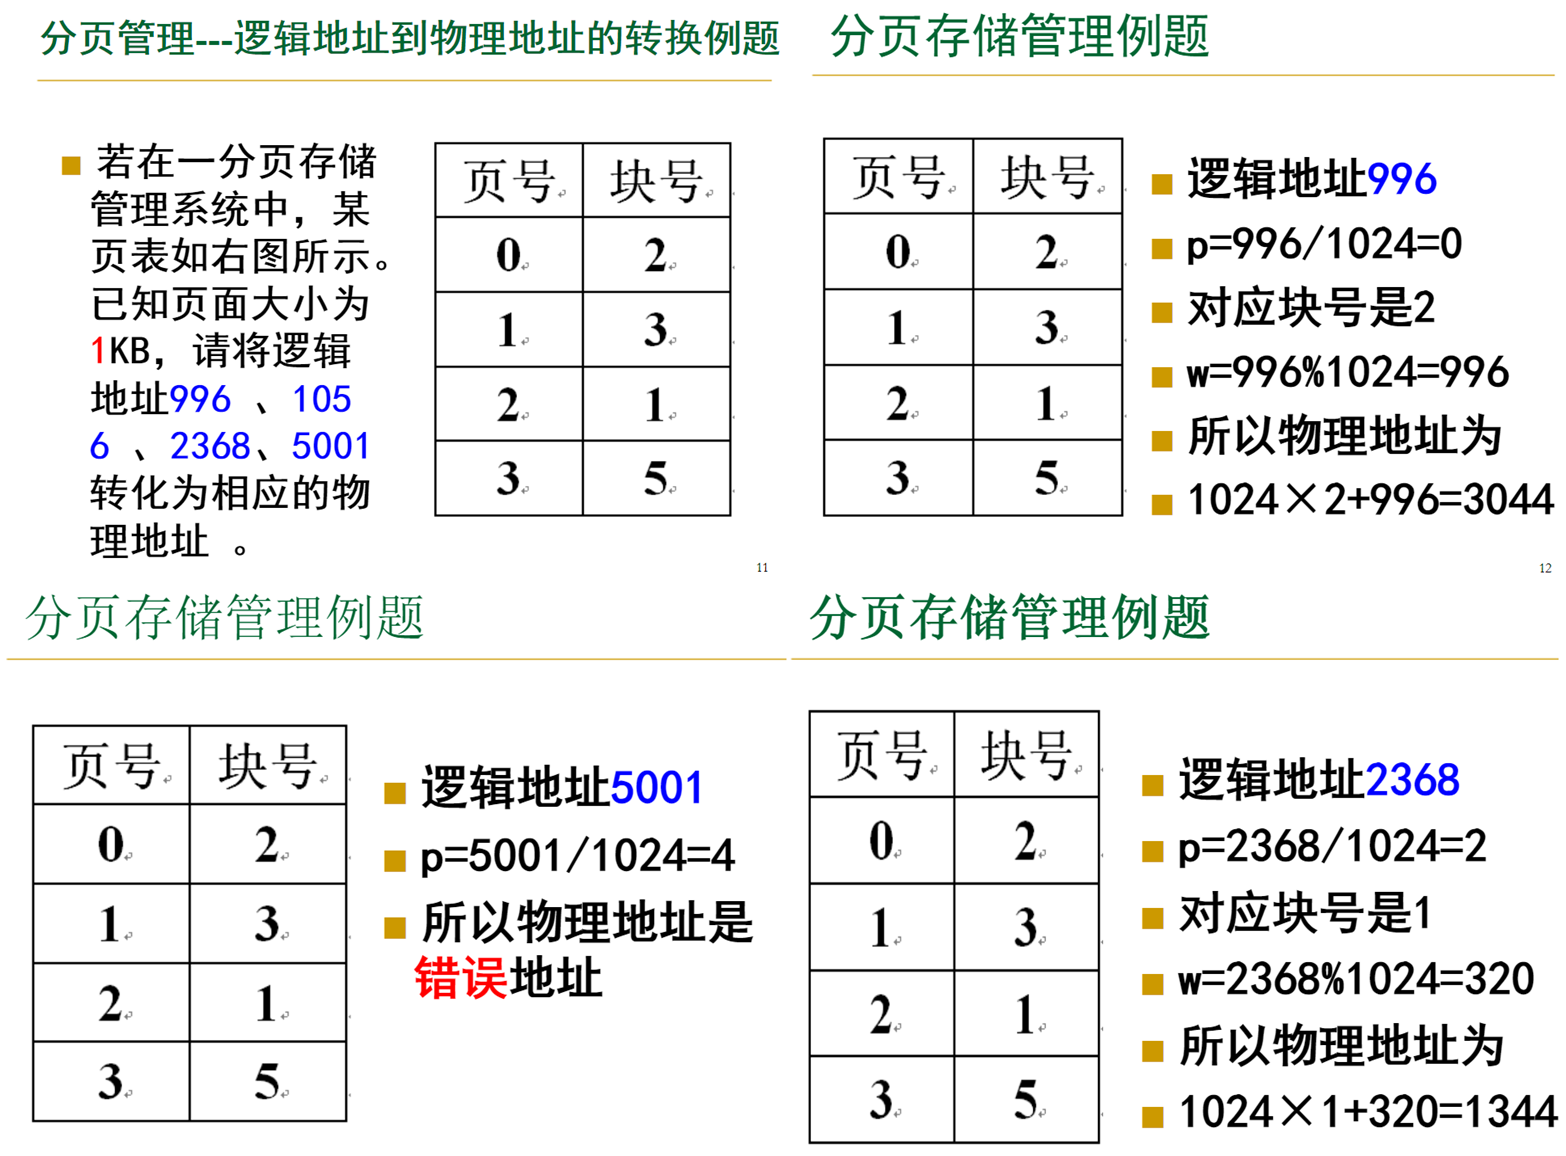 分页管理---逻辑地址到物理地址的转换例题
■ 若在一分页存储
管理系统中，某
页表如右图所示。
已知页面大小为
1KB，请将逻辑
地址996 、105
6 、2368、5001
转化为相应的物
理地址 。
页号 块号
0 2
1 3
2 1
3 5
11
分页存储管理例题
页号 块号
0 2
1 3
2 1
3 5
■ 逻辑地址996
■ p=996/1024=0
■ 对应块号是2
■ w=996%1024=996
■ 所以物理地址为
■ 1024×2+996=3044
12
分页存储管理例题
页号 块号
0 2
1 3
2 1
3 5
■ 逻辑地址5001
■ p=5001/1024=4
■ 所以物理地址是
错误地址
分页存储管理例题
页号 块号
0 2
1 3
2 1
3 5
■ 逻辑地址2368
■ p=2368/1024=2
■ 对应块号是1
■ w=2368%1024=320
■ 所以物理地址为
■ 1024×1+320=1344